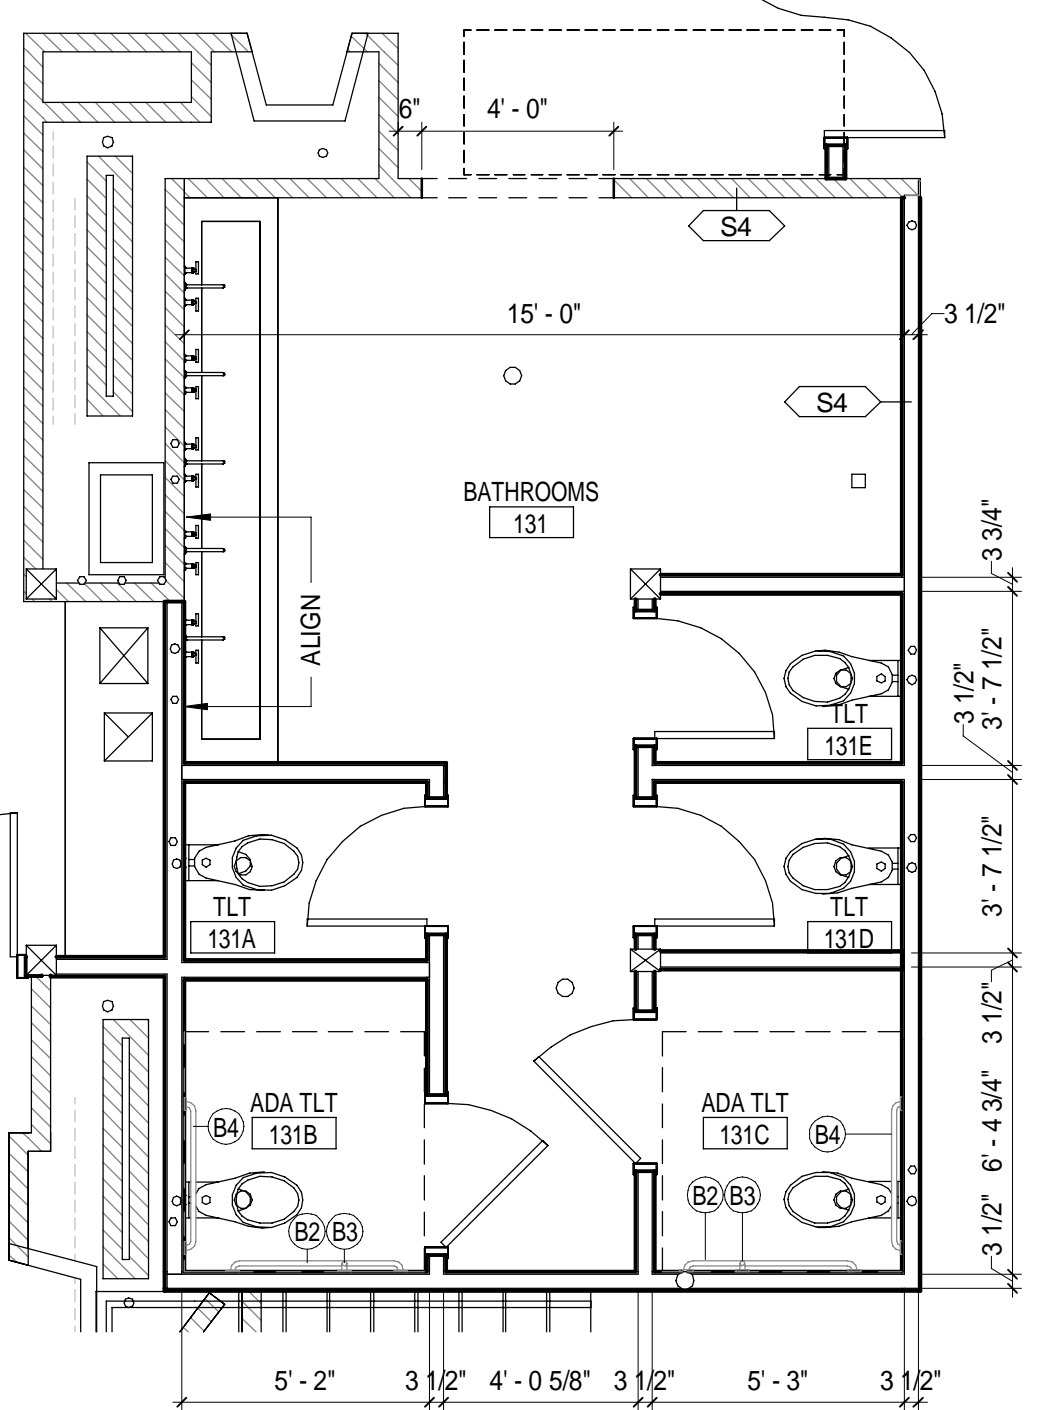 6"
4' - 0"
S4
15' - 0"
3 1/2"
S4
BATHROOMS
131
3 3/4"
ALIGN
3' - 7 1/2"
3 1/2"
TLT
131E
3' - 7 1/2"
TLT
131A
TLT
131D
3 1/2"
ADA TLT
131B
B4
ADA TLT
131C
B4
6' - 4 3/4"
B2
B3
B2
B3
3 1/2"
5' - 2"
3 1/2"
4' - 0 5/8"
3 1/2"
5' - 3"
3 1/2"